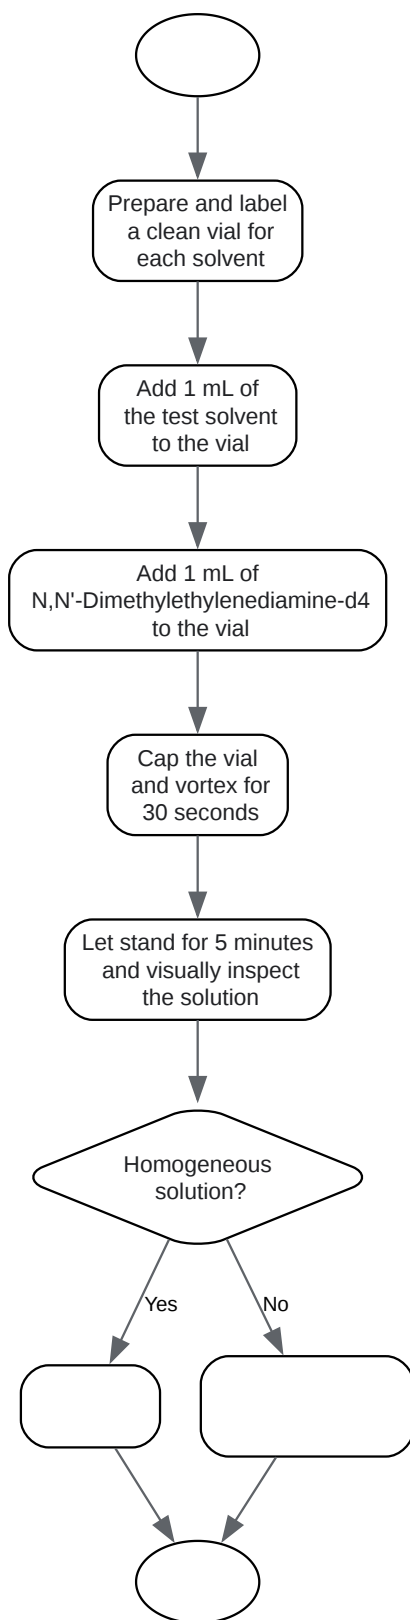 Prepare and label
a clean vial for
each solvent
Add 1 mL of
the test solvent
to the vial
Add 1 mL of
N,N'-Dimethylethylenediamine-d4
to the vial
Cap the vial
and vortex for
30 seconds
Let stand for 5 minutes
and visually inspect
the solution
Homogeneous
solution?
Yes
No